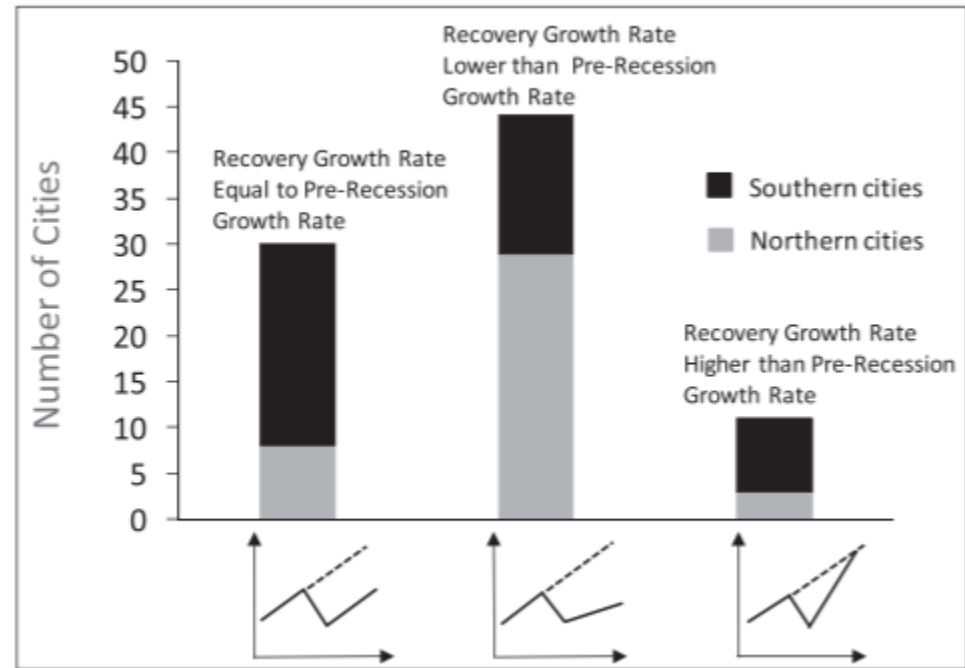 Recovery Growth Rate
Lower than Pre-Recession
Growth Rate
Recovery Growth Rate
Equal to Pre-Recession
Growth Rate
Southern cities
Northern cities
Recovery Growth Rate
Higher than Pre-Recession
Growth Rate
Number of Cities
50
45
40
35
30
25
20
15
10
5
0